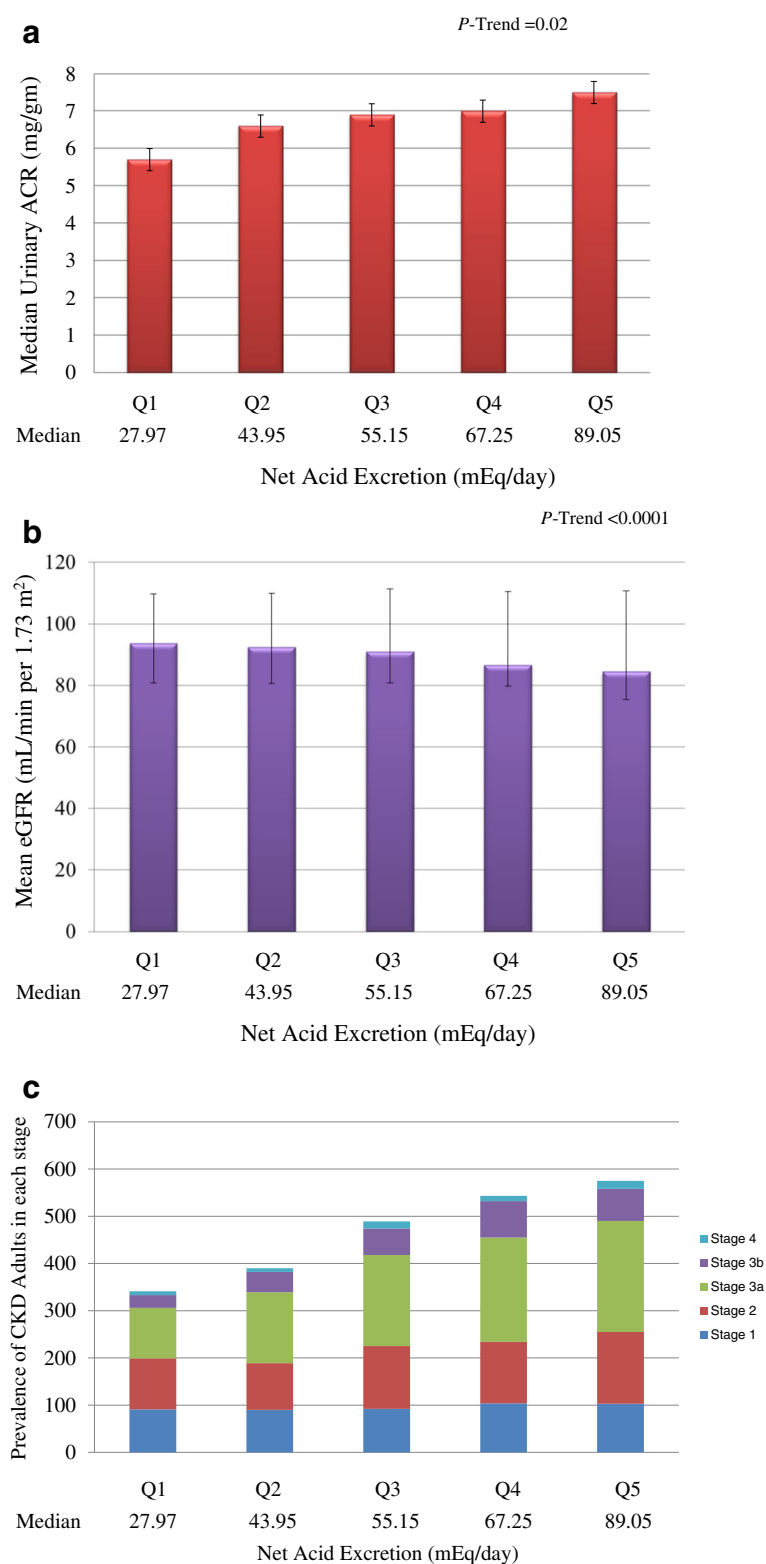 a
P-Trend =0.02
Median Urinary ACR (mg/gm)
8
7
6
5
4
3
2
1
0
Q1 Q2 Q3 Q4 Q5
Median 27.97 43.95 55.15 67.25 89.05
Net Acid Excretion (mEq/day)
b
P-Trend <0.0001
Mean eGFR (mL/min per 1.73 m²)
120
100
80
60
40
20
0
Q1 Q2 Q3 Q4 Q5
Median 27.97 43.95 55.15 67.25 89.05
Net Acid Excretion (mEq/day)
c
Prevalence of CKD Adults in each stage
700
600
500
400
300
200
100
0
Stage 4
Stage 3b
Stage 3a
Stage 2
Stage 1
Q1 Q2 Q3 Q4 Q5
Median 27.97 43.95 55.15 67.25 89.05
Net Acid Excretion (mEq/day)